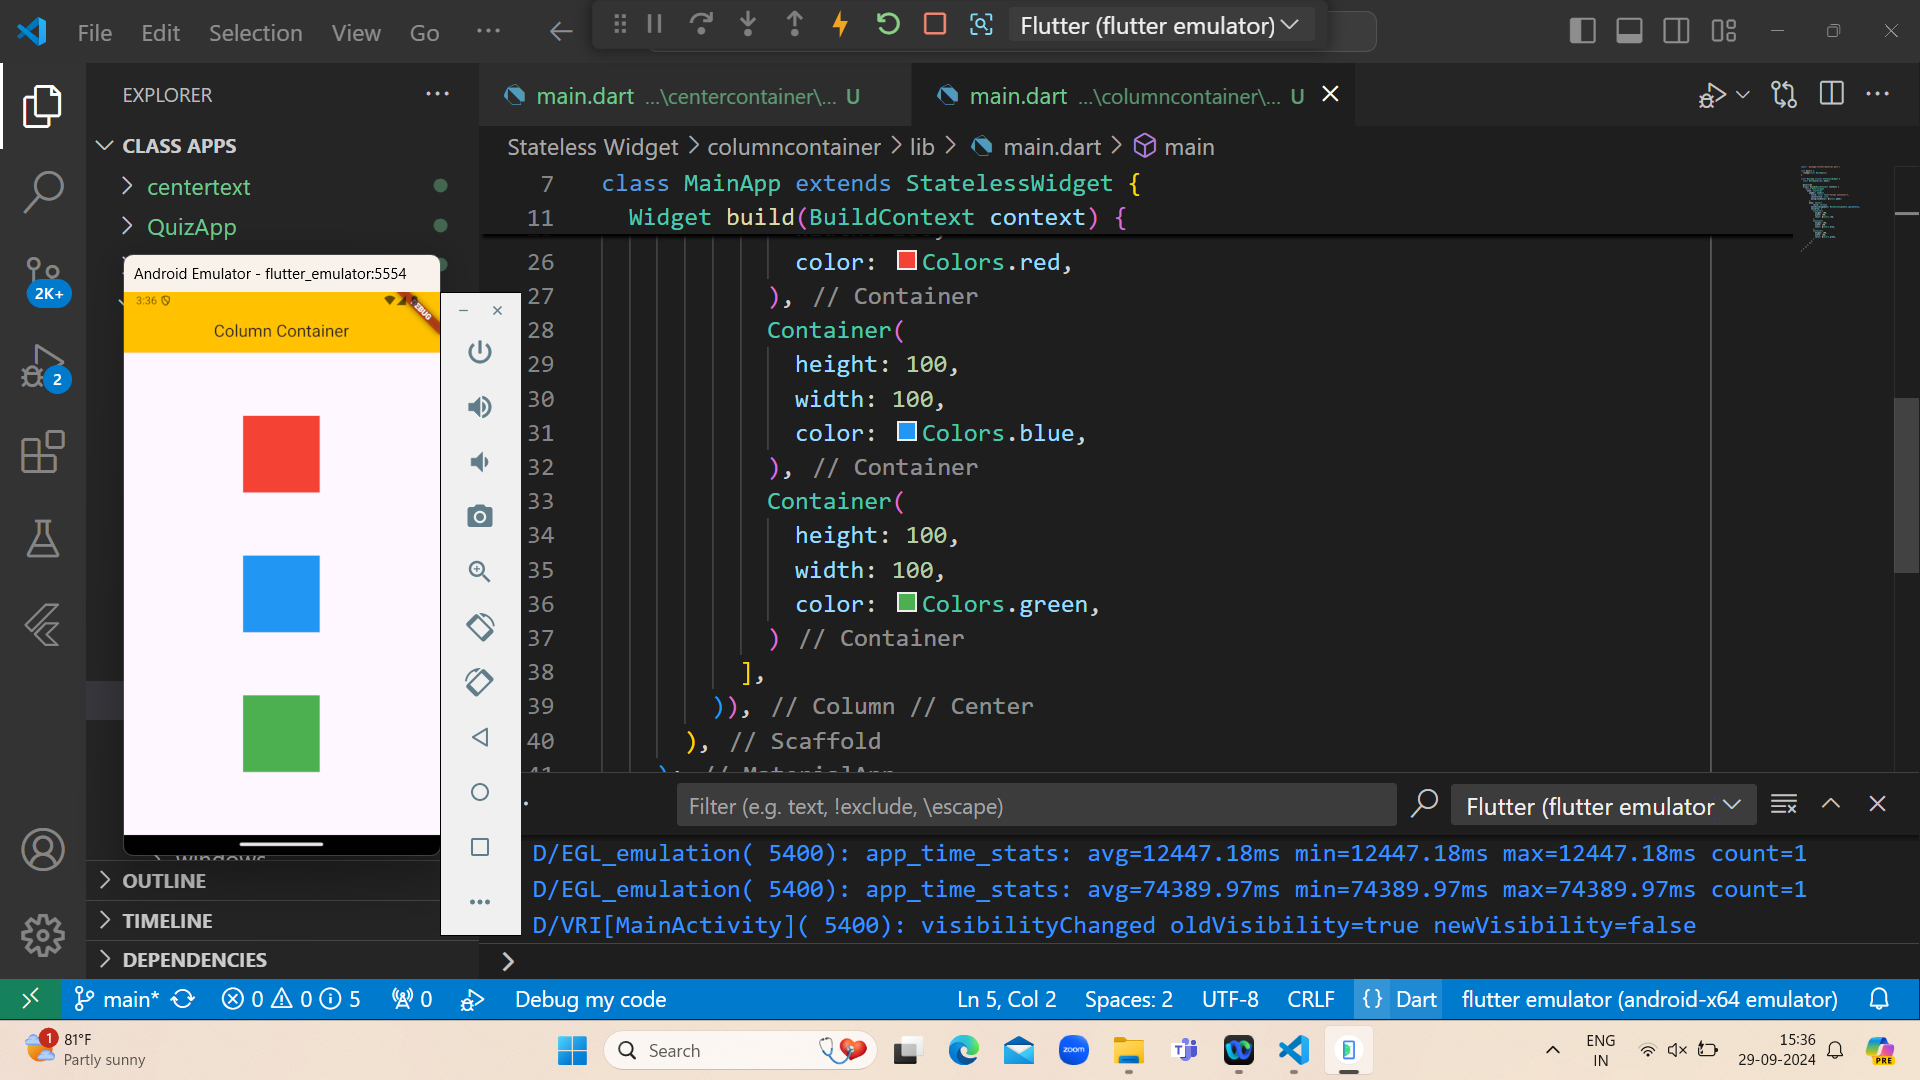 File Edit Selection View Go ···
Flutter (flutter emulator)
EXPLORER
main.dart ...\centercontainer\... U
main.dart ...\columncontainer\... U
CLASS APPS
centertext
QuizApp
Stateless Widget > columncontainer > lib > main.dart > main
7 class MainApp extends StatelessWidget {
11 Widget build(BuildContext context) {
26 color: Colors.red,
27 ), // Container
28 Container(
29 height: 100,
30 width: 100,
31 color: Colors.blue,
32 ), // Container
33 Container(
34 height: 100,
35 width: 100,
36 color: Colors.green,
37 ) // Container
38 ],
39 )), // Column // Center
40 ), // Scaffold
41 ); // MaterialApp
2K+
2
Android Emulator - flutter_emulator:5554
3:36
DEBUG
Column Container
windows
OUTLINE
TIMELINE
DEPENDENCIES
Filter (e.g. text, !exclude, \escape)
Flutter (flutter emulator
D/EGL_emulation( 5400): app_time_stats: avg=12447.18ms min=12447.18ms max=12447.18ms count=1
D/EGL_emulation( 5400): app_time_stats: avg=74389.97ms min=74389.97ms max=74389.97ms count=1
D/VRI[MainActivity]( 5400): visibilityChanged oldVisibility=true newVisibility=false
>
main* 0 0 5 0 Debug my code
Ln 5, Col 2 Spaces: 2 UTF-8 CRLF {} Dart flutter emulator (android-x64 emulator)
1
81°F
Partly sunny
Search
zoom
ENG
IN
15:36
29-09-2024
PRE